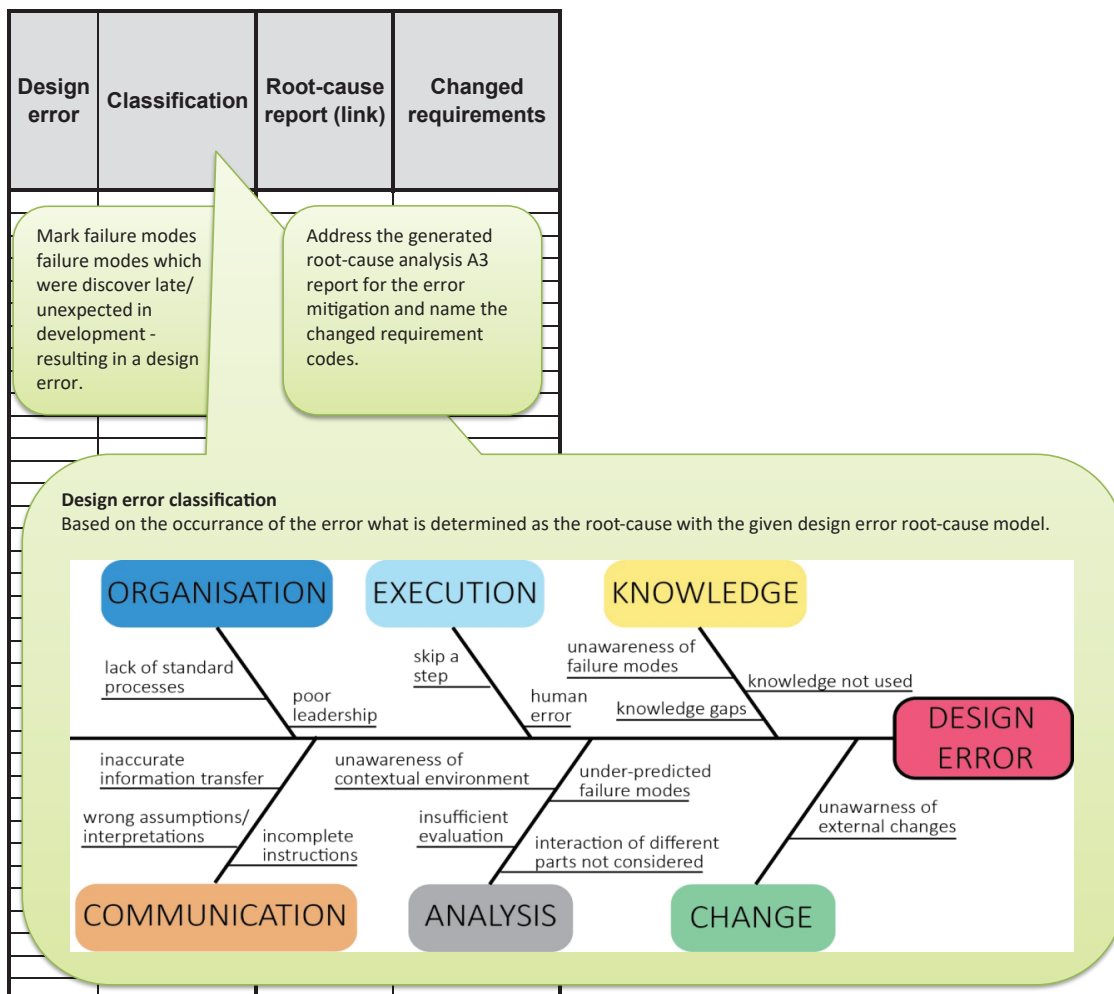 Design
error
Classification
Root-cause
report (link)
Changed
requirements
Mark failure modes
failure modes which
were discover late/
unexpected in
development -
resulting in a design
error.
Address the generated
root-cause analysis A3
report for the error
mitigation and name the
changed requirement
codes.
Design error classification
Based on the occurrance of the error what is determined as the root-cause with the given design error root-cause model.
ORGANISATION
EXECUTION
KNOWLEDGE
lack of standard
processes
poor
leadership
skip a
step
human
error
unawareness of
failure modes
knowledge gaps
knowledge not used
DESIGN
ERROR
inaccurate
information transfer
wrong assumptions/
interpretations
incomplete
instructions
unawareness of
contextual environment
insufficient
evaluation
under-predicted
failure modes
interaction of different
parts not considered
unawarness of
external changes
COMMUNICATION
ANALYSIS
CHANGE